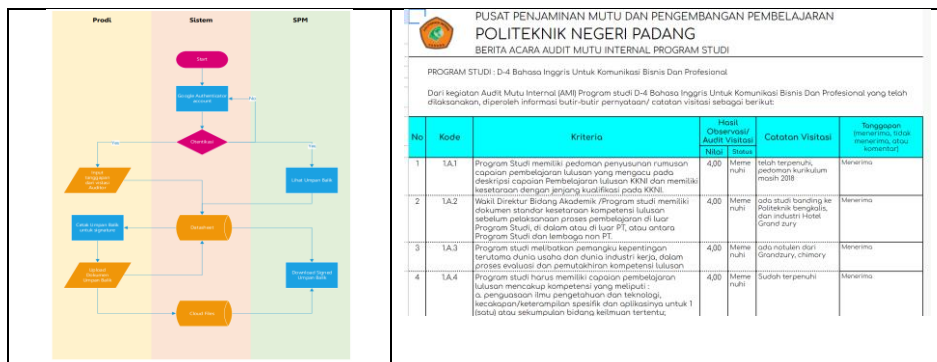 Prodi
Sistem
SPM
Start
Google Authenticator
account
No
Otentikasi
Yes
Yes
Input
tanggapan
dari catatan
Auditor
Lihat Umpan Balik
Cetak Umpan Balik
untuk signature
Datasheet
Upload
Dokumen
Umpan Balik
Download Signed
Umpan Balik
Cloud Files
PUSAT PENJAMINAN MUTU DAN PENGEMBANGAN PEMBELAJARAN
POLITEKNIK NEGERI PADANG
BERITA ACARA AUDIT MUTU INTERNAL PROGRAM STUDI
PROGRAM STUDI : D-4 Bahasa Inggris Untuk Komunikasi Bisnis Dan Profesional
Dari kegiatan Audit Mutu Internal (AMI) Program studi D-4 Bahasa Inggris Untuk Komunikasi Bisnis Dan Profesional yang telah
dilaksanakan, diperoleh informasi butir-butir pernyataan/ catatan visitasi sebagai berikut:
No
Kode
Kriteria
Hasil
Observasi/
Audit Visitasi
Nilai
Status
Catatan Visitasi
Tanggapan
(menerima, tidak
menerima, atau
komentar)
1
1.A.1
Program Studi memiliki pedoman penyusunan rumusan
capaian pembelajaran lulusan yang mengacu pada
deskripsi capaian Pembelajaran Lulusan KKNI dan memiliki
kesetaraan dengan jenjang kualifikasi pada KKNI.
4,00
Meme
nuhi
telah terpenuhi,
pedoman kurikulum
masih 2018
Menerima
2
1.A.2
Wakil Direktur Bidang Akademik /Program studi memiliki
dokumen standar kesetaraan kompetensi lulusan
sebelum pelaksanaan proses pembelajaran di luar
Program Studi, di dalam atau di luar PT, atau antara
Program Studi dan lembaga non PT.
4,00
Meme
nuhi
ada studi banding ke
Politeknik bengkalis,
dan industri Hotel
Grand zury
Menerima
3
1.A.3
Program studi melibatkan pemangku kepentingan
terutama dunia usaha dan dunia industri kerja, dalam
proses evaluasi dan pemutakhiran kompetensi lulusan
4,00
Meme
nuhi
ada notulen dari
Grandzury, chimory
Menerima
4
1.A.4
Program studi harus memiliki capaian pembelajaran
lulusan mencakup kompetensi yang meliputi :
a. penguasaan ilmu pengetahuan dan teknologi,
kecakapan/keterampilan spesifik dan aplikasinya untuk 1
(satu) atau sekumpulan bidang keilmuan tertentu;
4,00
Meme
nuhi
Sudah terpenuhi
Menerima